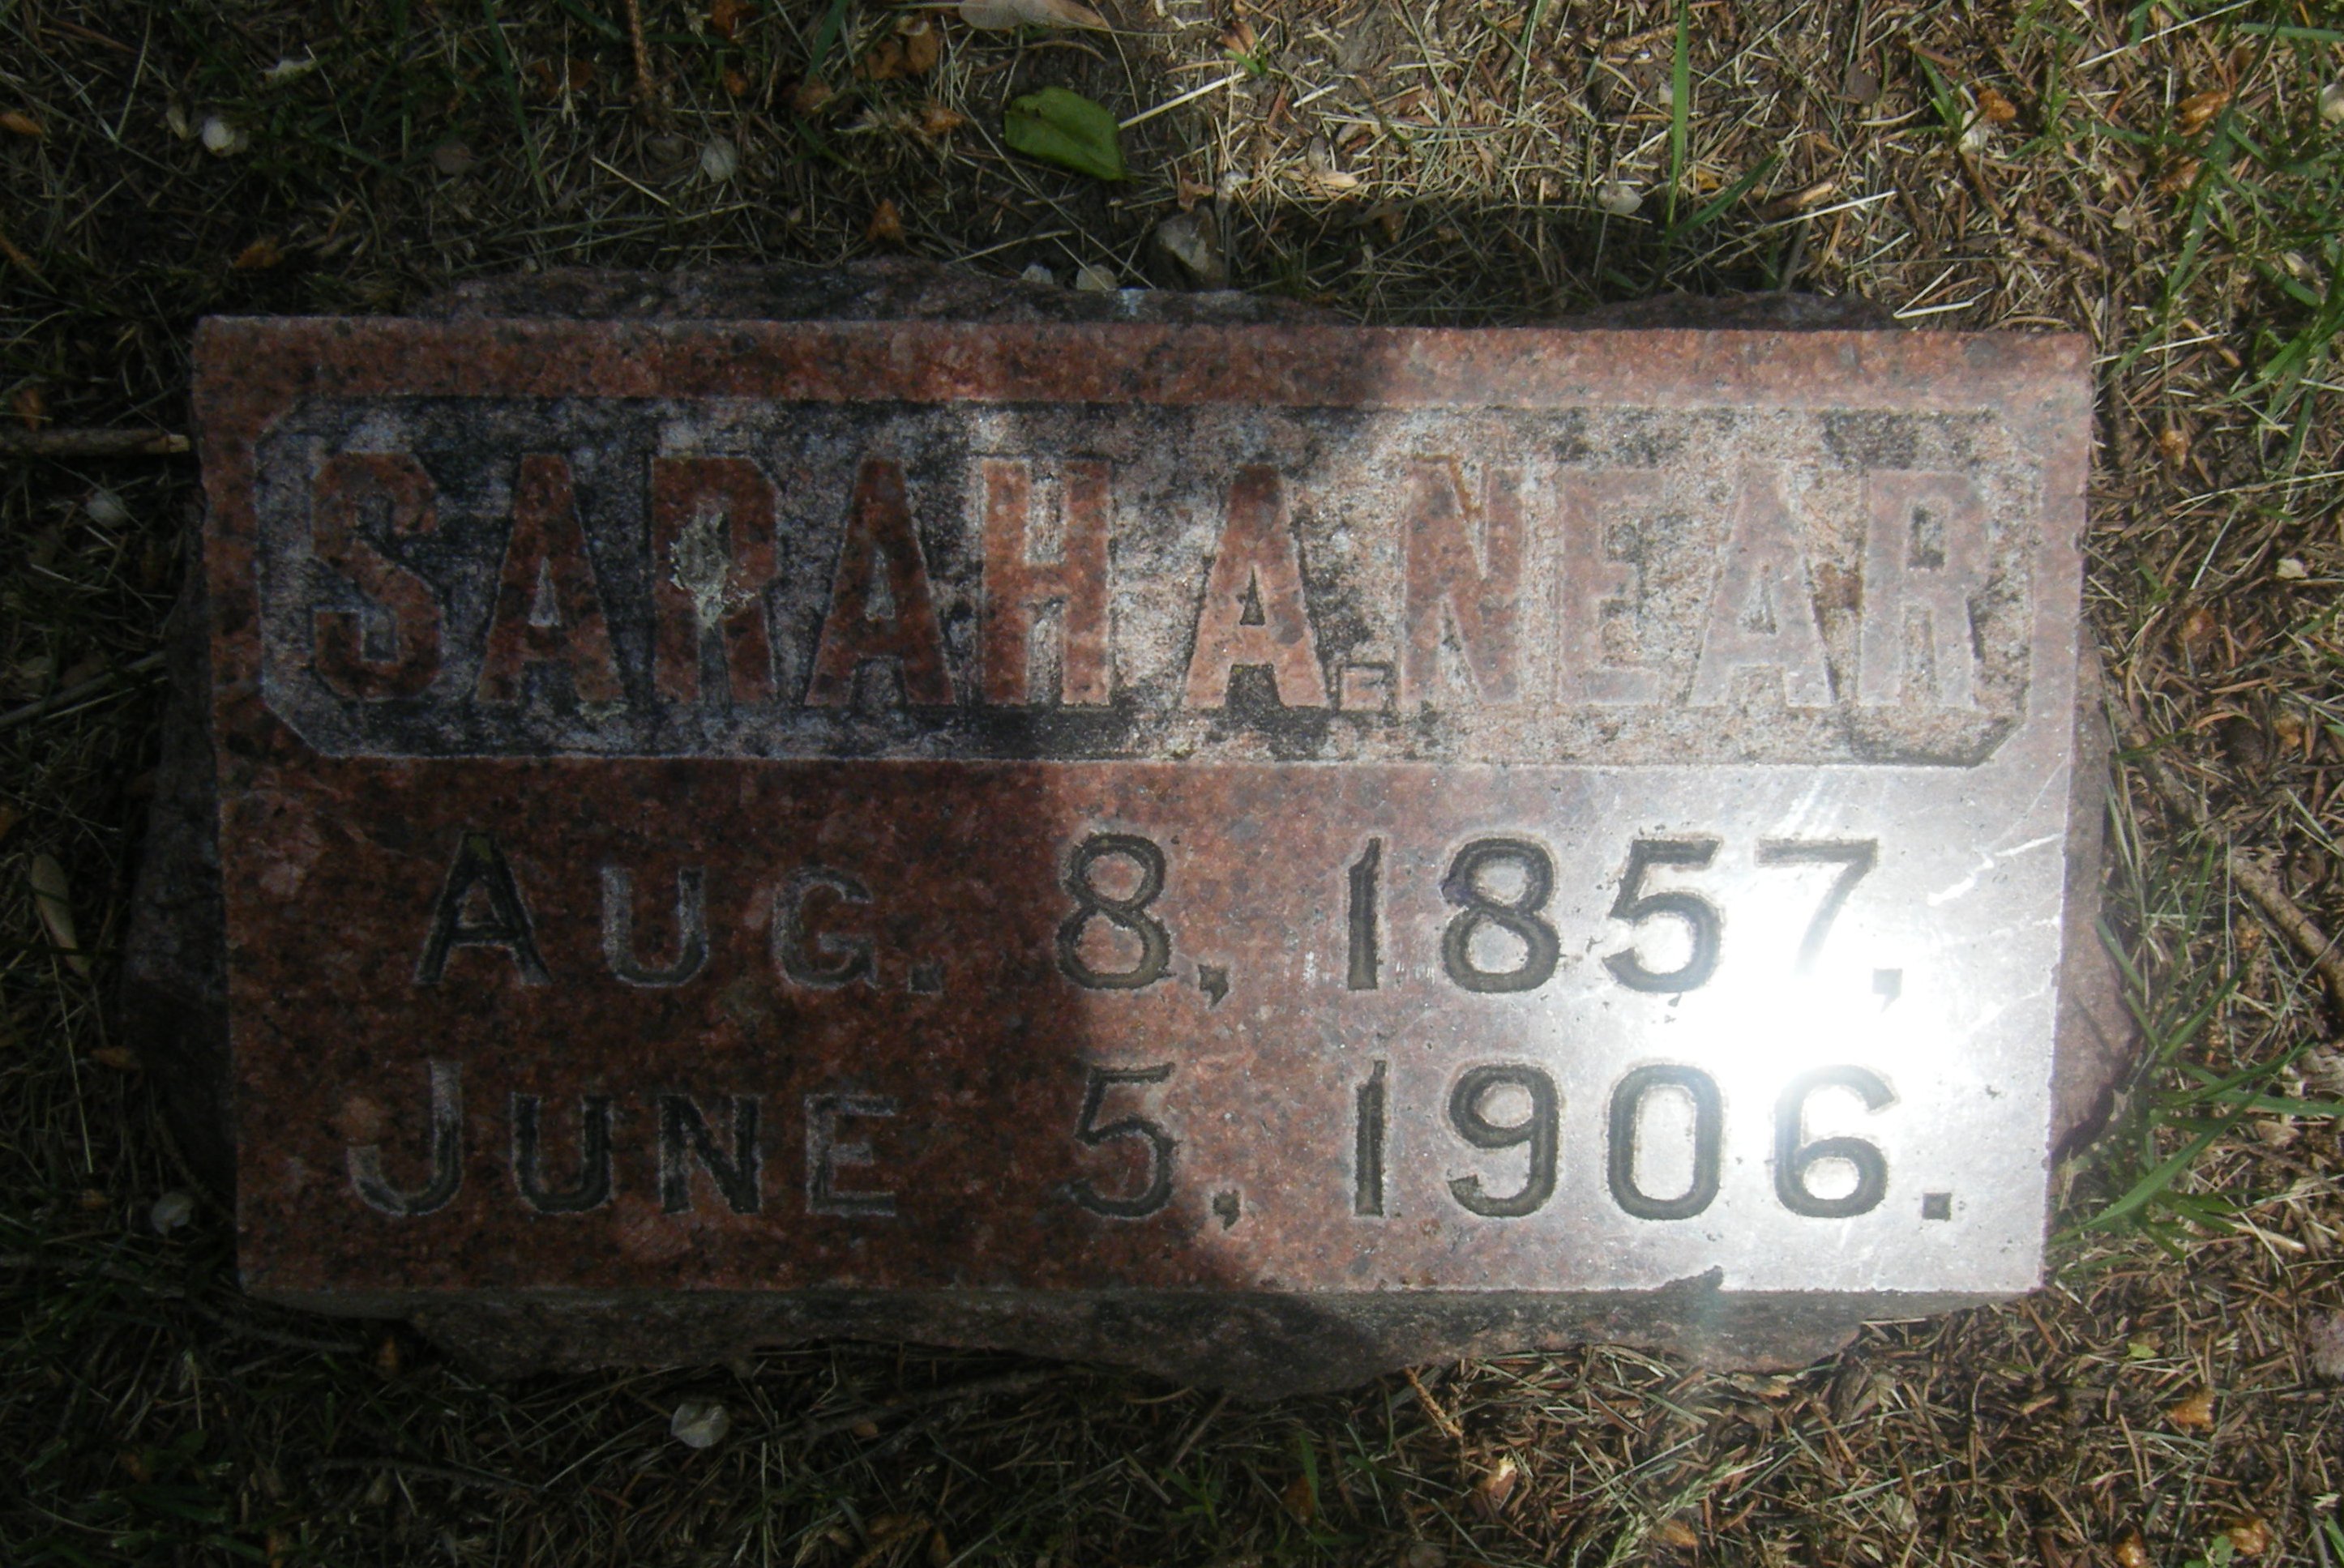 SARAH A. NEAR
AUG. 8, 1857,
JUNE 5, 1906.